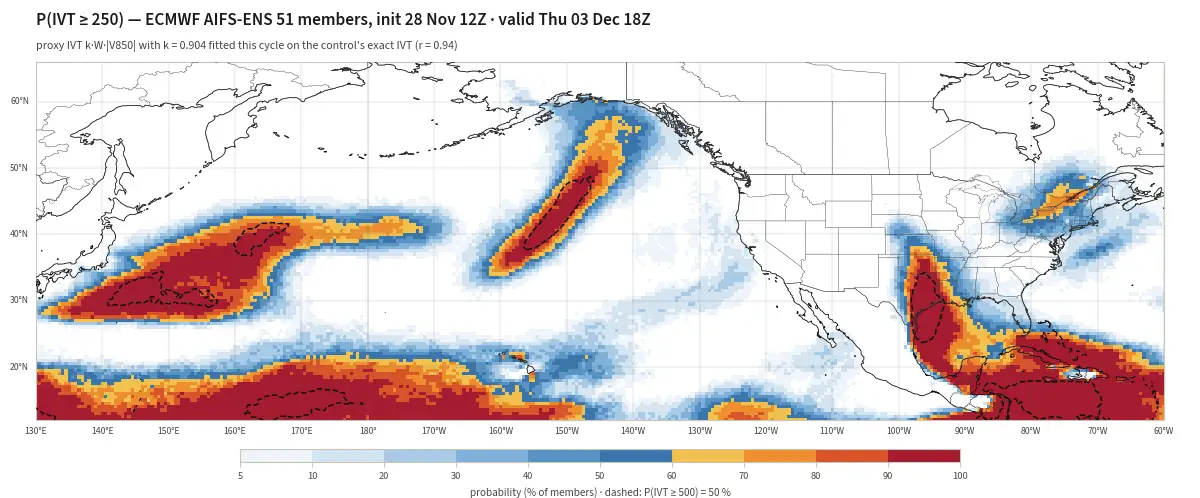 P(IVT ≥ 250) — ECMWF AIFS-ENS 51 members, init 28 Nov 12Z · valid Thu 03 Dec 18Z
proxy IVT k·W·|V850| with k = 0.904 fitted this cycle on the control's exact IVT (r = 0.94)
60°N
50°N
40°N
30°N
20°N
130°E 140°E 150°E 160°E 170°E 180° 170°W 160°W 150°W 140°W 130°W 120°W 110°W 100°W 90°W 80°W 70°W 60°W
5 10 20 30 40 50 60 70 80 90 100
probability (% of members) · dashed: P(IVT ≥ 500) = 50 %